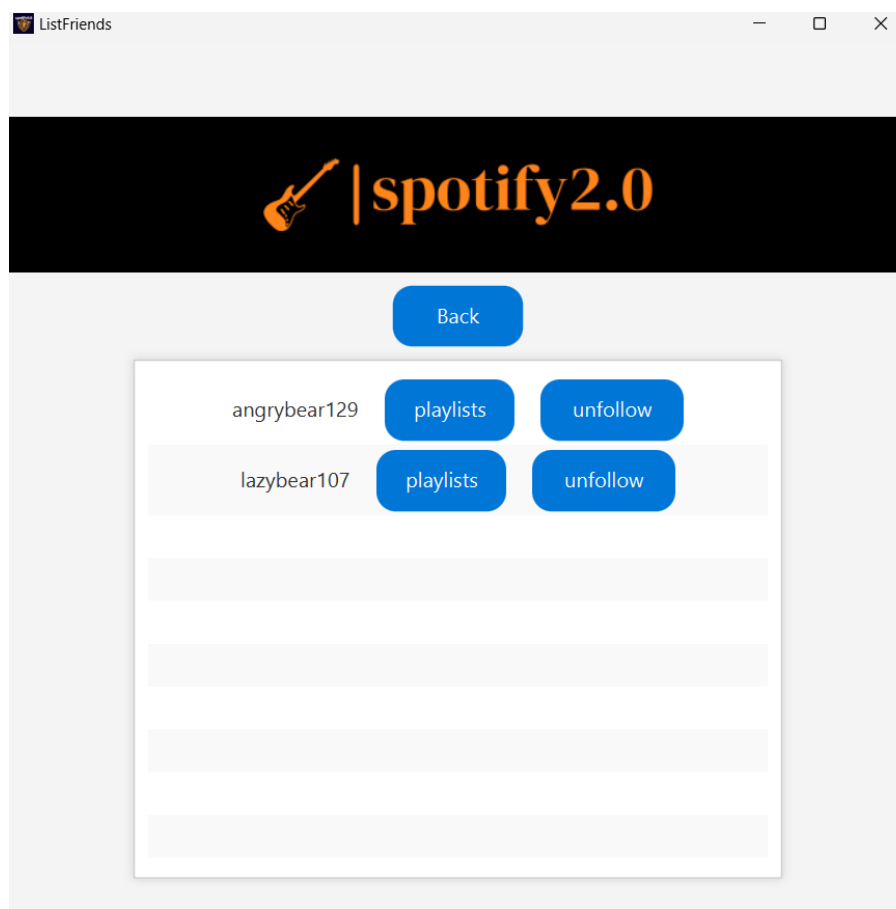 ListFriends
|spotify2.0
Back
angrybear129 playlists unfollow
lazybear107 playlists unfollow